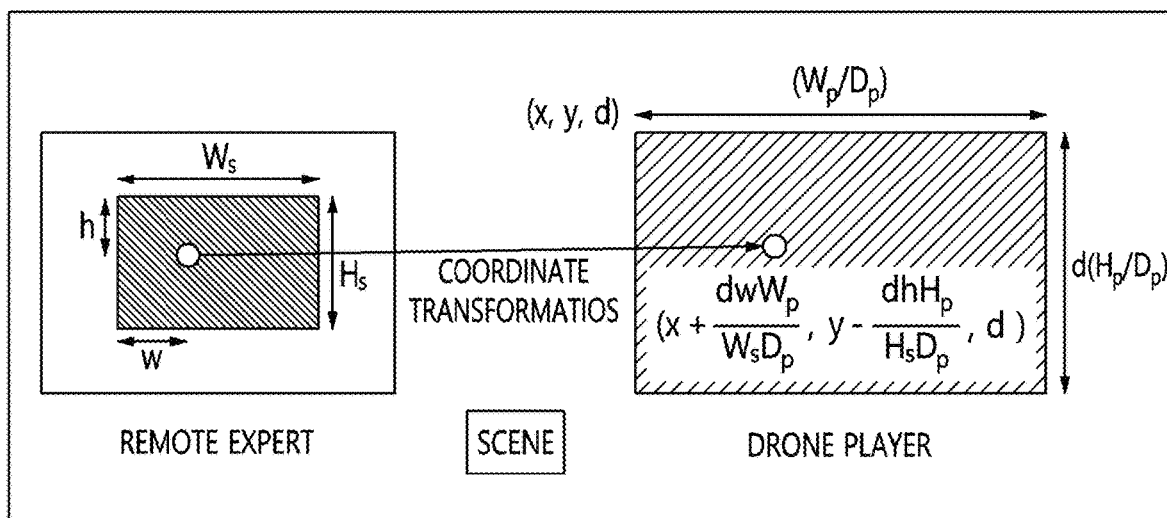 (W_p/D_p)
(x, y, d)
W_s
h
H_s
d(H_p/D_p)
COORDINATE
TRANSFORMATIOS
(x + dwW_p/W_sD_p, y - dhH_p/H_sD_p, d )
w
REMOTE EXPERT
SCENE
DRONE PLAYER